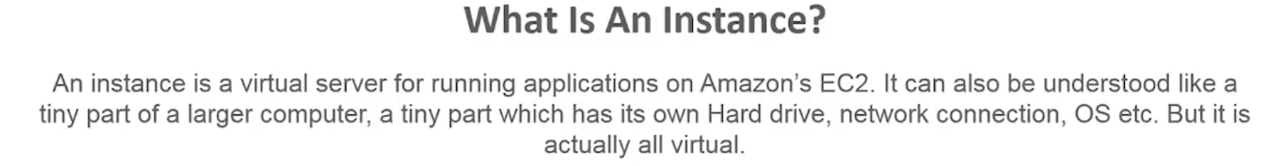 What Is An Instance?
An instance is a virtual server for running applications on Amazon’s EC2. It can also be understood like a
tiny part of a larger computer, a tiny part which has its own Hard drive, network connection, OS etc. But it is
actually all virtual.